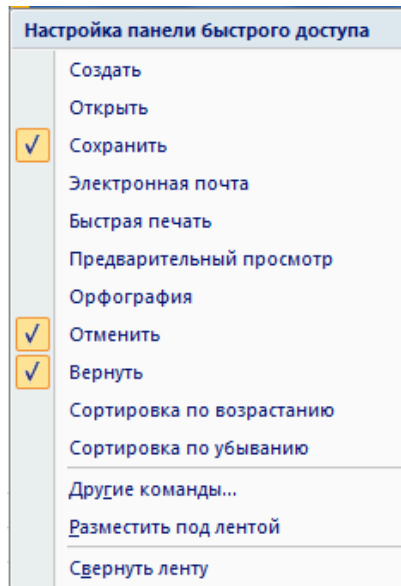 Настройка панели быстрого доступа
Создать
Открыть
Сохранить
Электронная почта
Быстрая печать
Предварительный просмотр
Орфография
Отменить
Вернуть
Сортировка по возрастанию
Сортировка по убыванию
Другие команды...
Разместить под лентой
Свернуть ленту